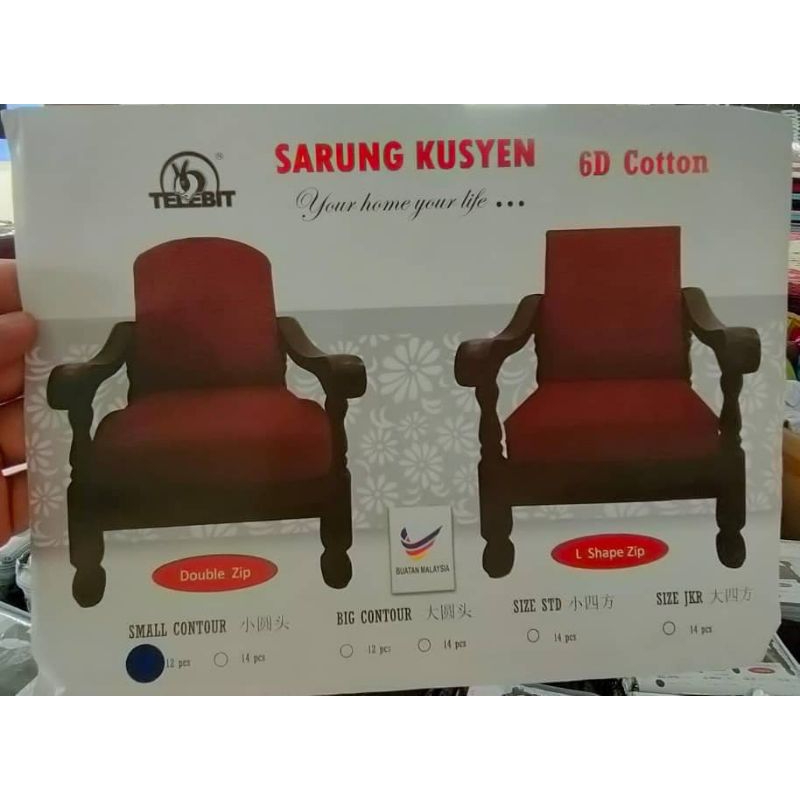 TELEBIT ®
SARUNG KUSYEN
6D Cotton
Your home your life ...
Double Zip
L Shape Zip
BUATAN MALAYSIA
SMALL CONTOUR 小圆头
12 pcs
14 pcs
BIG CONTOUR 大圆头
12 pcs
14 pcs
SIZE STD 小四方
14 pcs
SIZE JKR 大四方
14 pcs